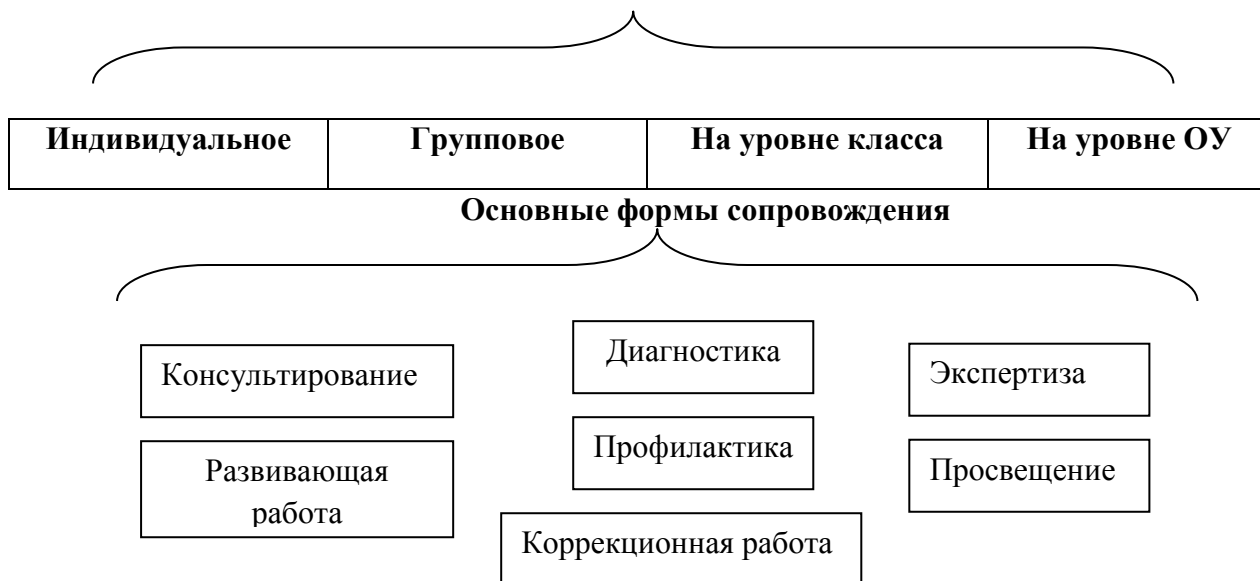 Индивидуальное Групповое На уровне класса На уровне ОУ
Основные формы сопровождения
Консультирование
Диагностика
Экспертиза
Развивающая
работа
Профилактика
Просвещение
Коррекционная работа